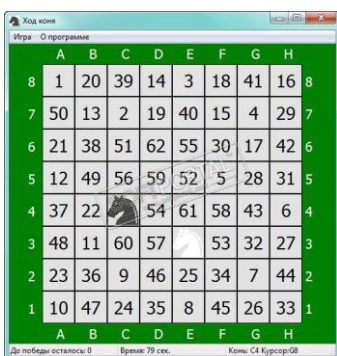 Ход коня
Игра О программе
A B C D E F G H
8 1 20 39 14 3 18 41 16 8
7 50 13 2 19 40 15 4 29 7
6 21 38 51 62 55 30 17 42 6
5 12 49 56 59 52 5 28 31 5
4 37 22 54 61 58 43 6 4
3 48 11 60 57 53 32 27 3
2 23 36 9 46 25 34 7 44 2
1 10 47 24 35 8 45 26 33 1
A B C D E F G H
До победы осталось: 0 Время: 79 сек. Конь: C4 Курсор:G8